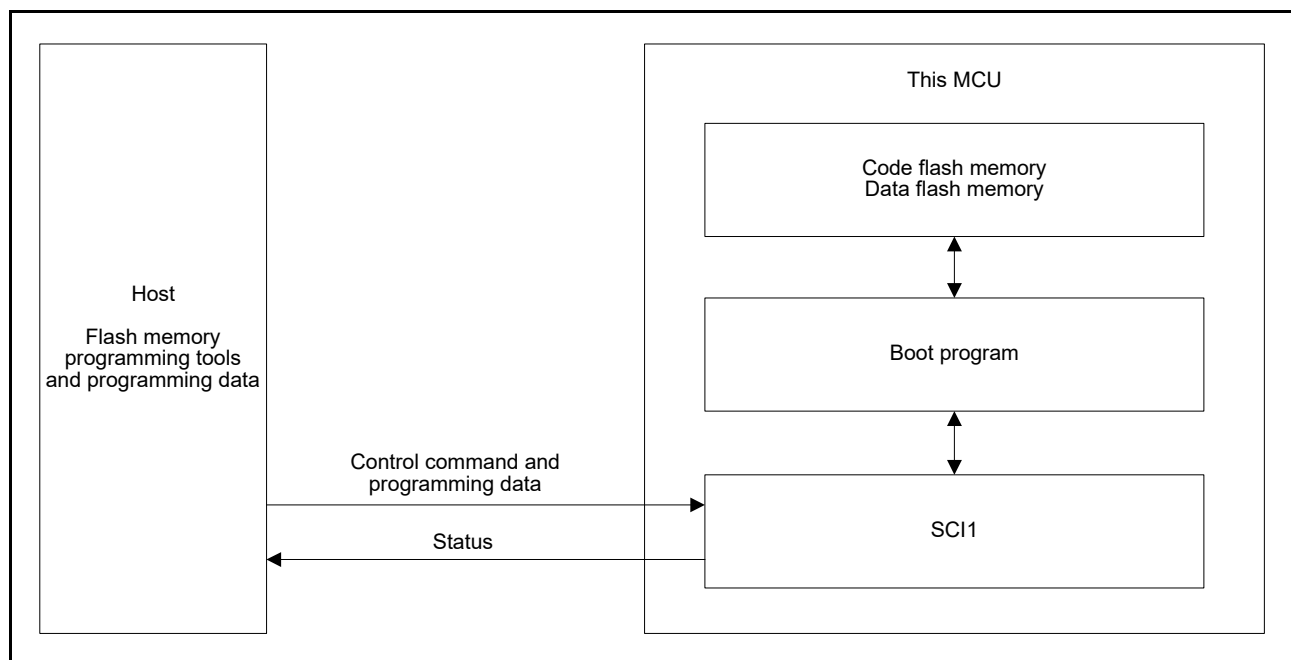 Host
Flash memory
programming tools
and programming data
Control command and
programming data
Status
This MCU
Code flash memory
Data flash memory
Boot program
SCI1